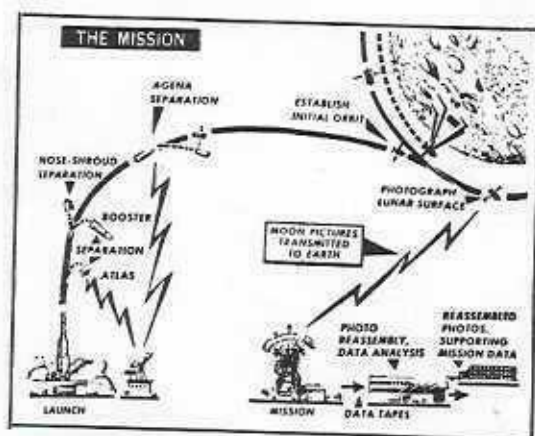 THE MISSION
AGENA
SEPARATION
ESTABLISH
INITIAL ORBIT
NOSE-SHROUD
SEPARATION
BOOSTER
SEPARATION
ATLAS
PHOTOGRAPH
LUNAR SURFACE
MOON PICTURES
TRANSMITTED
TO EARTH
PHOTO
REASSEMBLY,
DATA ANALYSIS
REASSEMBLED
PHOTOS,
SUPPORTING
MISSION DATA
LAUNCH
MISSION
DATA TAPES